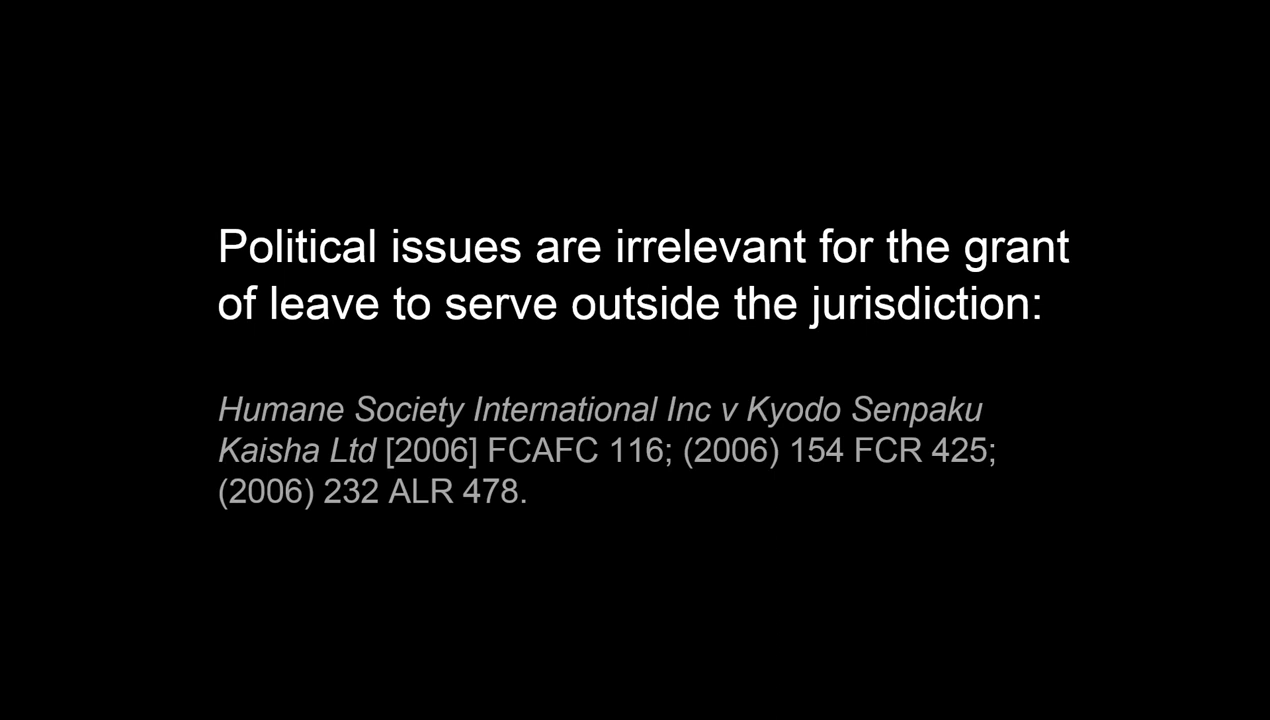 Political issues are irrelevant for the grant
of leave to serve outside the jurisdiction:
Humane Society International Inc v Kyodo Senpaku
Kaisha Ltd [2006] FCAFC 116; (2006) 154 FCR 425;
(2006) 232 ALR 478.